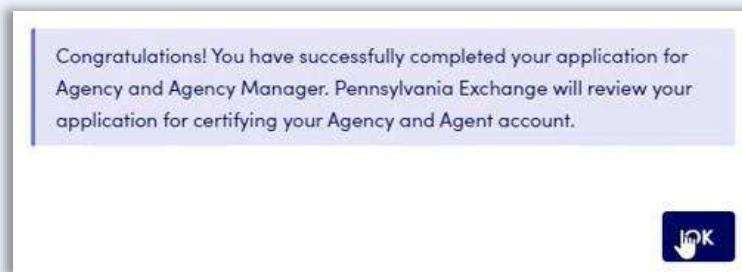 Congratulations! You have successfully completed your application for
Agency and Agency Manager. Pennsylvania Exchange will review your
application for certifying your Agency and Agent account.
OK